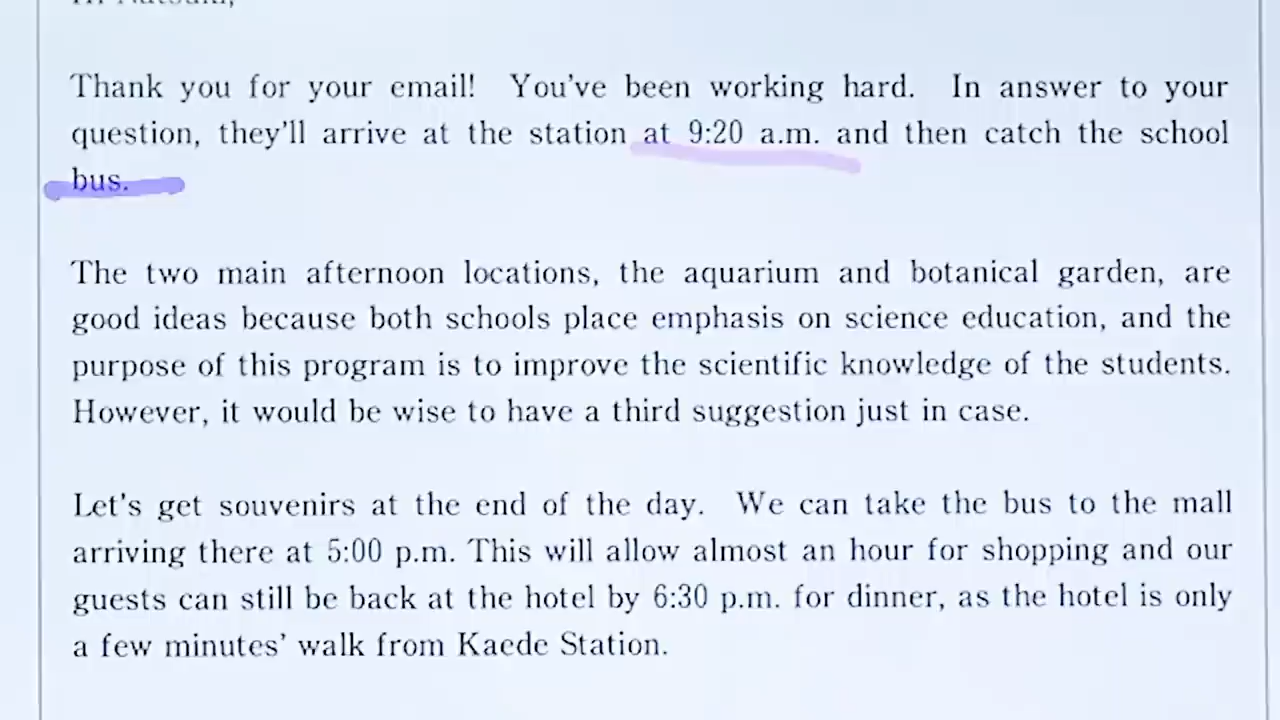 Thank you for your email! You've been working hard. In answer to your
question, they'll arrive at the station at 9:20 a.m. and then catch the school
bus.
The two main afternoon locations, the aquarium and botanical garden, are
good ideas because both schools place emphasis on science education, and the
purpose of this program is to improve the scientific knowledge of the students.
However, it would be wise to have a third suggestion just in case.
Let's get souvenirs at the end of the day. We can take the bus to the mall
arriving there at 5:00 p.m. This will allow almost an hour for shopping and our
guests can still be back at the hotel by 6:30 p.m. for dinner, as the hotel is only
a few minutes' walk from Kaede Station.